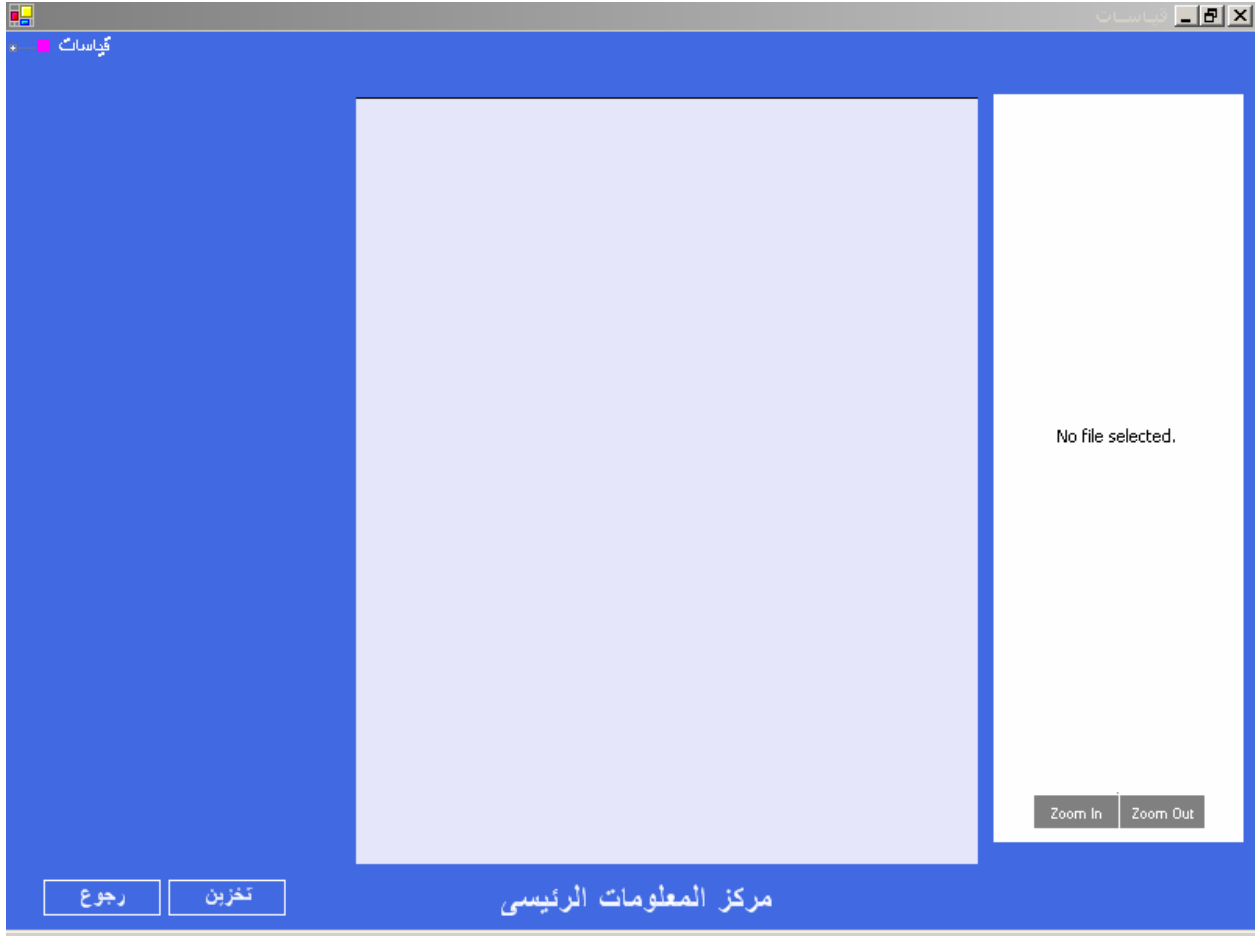 قياسات
قياسات
No file selected.
Zoom In
Zoom Out
تخزين
رجوع
مركز المعلومات الرئيسى